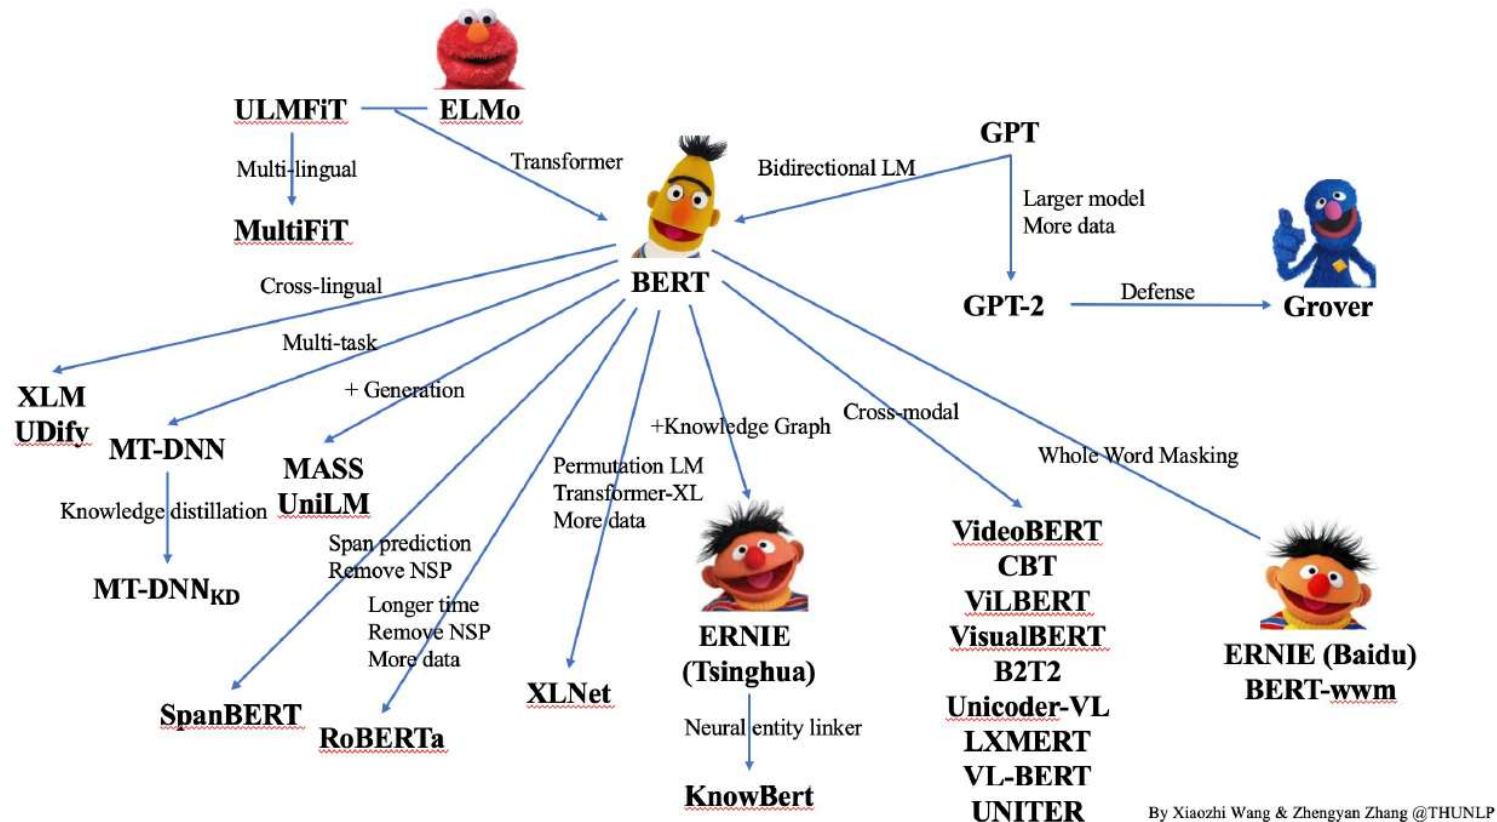 ULMFiT
ELMo
GPT
Transformer
Bidirectional LM
Multi-lingual
Larger model
More data
MultiFiT
BERT
Cross-lingual
GPT-2
Defense
Grover
Multi-task
+ Generation
XLM
UDify
Cross-modal
+Knowledge Graph
MT-DNN
Whole Word Masking
MASS
UniLM
Permutation LM
Transformer-XL
More data
Knowledge distillation
Span prediction
Remove NSP
MT-DNNKD
Longer time
Remove NSP
More data
VideoBERT
CBT
ViLBERT
VisualBERT
B2T2
Unicoder-VL
LXMERT
VL-BERT
UNITER
ERNIE
(Tsinghua)
ERNIE (Baidu)
BERT-wwm
XLNet
SpanBERT
RoBERTa
Neural entity linker
KnowBert
By Xiaozhi Wang & Zhengyan Zhang @THUNLP